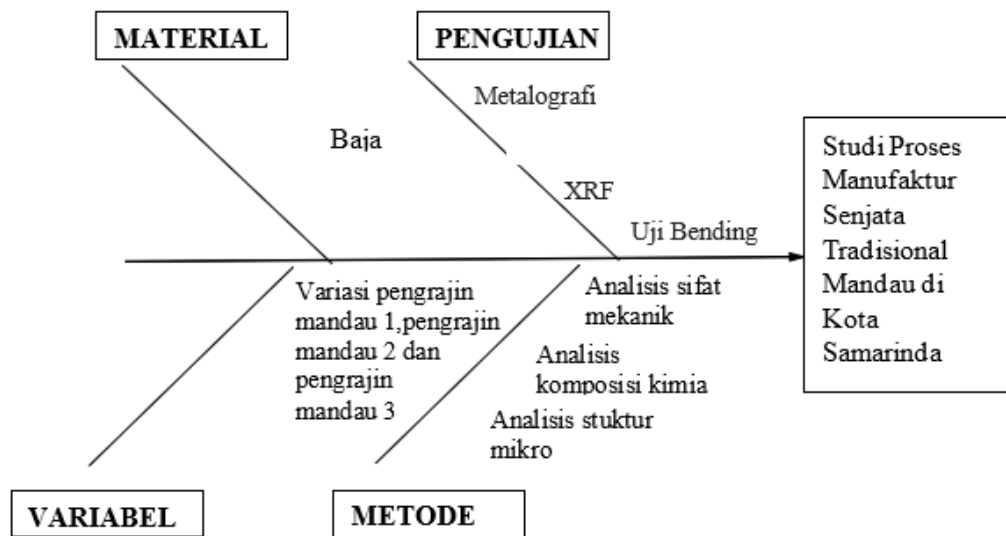 MATERIAL
PENGUJIAN
Metalografi
Baja
XRF
Uji Bending
Studi Proses
Manufaktur
Senjata
Tradisional
Mandau di
Kota
Samarinda
Variasi pengrajin
mandau 1,pengrajin
mandau 2 dan
pengrajin
mandau 3
Analisis sifat
mekanik
Analisis
komposisi kimia
Analisis stuktur
mikro
VARIABEL
METODE